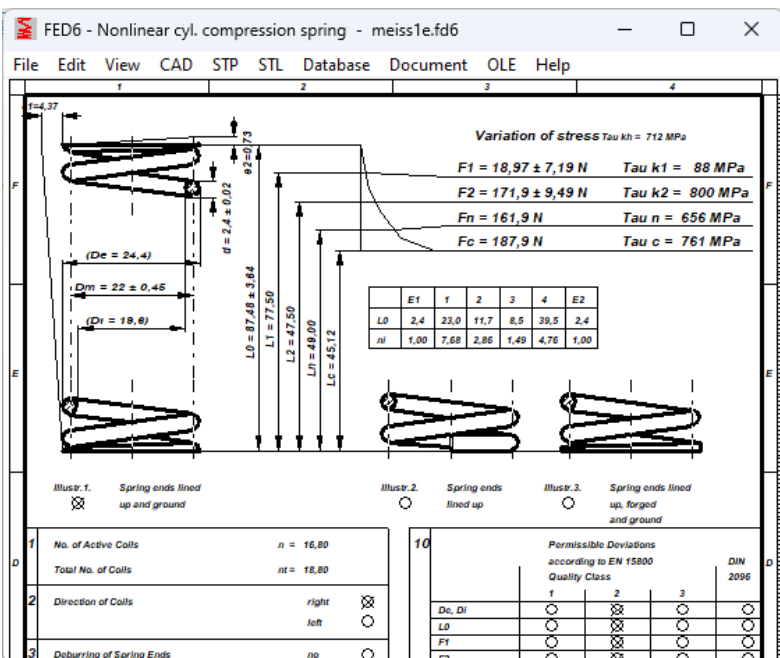 FED6 - Nonlinear cyl. compression spring - meiss1e.fd6
File Edit View CAD STP STL Database Document OLE Help
1 2 3 4
1=4,37
e2=0,73
d = 2,4 ± 0,02
Variation of stress Tau kh = 712 MPa
F1 = 18,97 ± 7,19 N Tau k1 = 88 MPa
F2 = 171,9 ± 9,49 N Tau k2 = 800 MPa
Fn = 161,9 N Tau n = 656 MPa
Fc = 187,9 N Tau c = 761 MPa
F F
(De = 24,4)
Dm = 22 ± 0,45
(Di = 19,6)
L0 = 87,48 ± 3,64
L1 = 77,50
L2 = 47,50
Ln = 49,00
Lc = 45,12
E1 1 2 3 4 E2
L0 2,4 23,0 11,7 8,5 39,5 2,4
ni 1,00 7,68 2,86 1,49 4,76 1,00
E E
Illustr.1. Spring ends lined
up and ground
Illustr.2. Spring ends
lined up
Illustr.3. Spring ends lined
up, forged
and ground
D D
1 No. of Active Coils n = 16,80
Total No. of Coils nt = 18,80
2 Direction of Coils right
left
3 Deburring of Spring Ends no
10 Permissible Deviations
according to EN 15800 DIN
Quality Class 2096
1 2 3
De, Di
L0
F1
F2